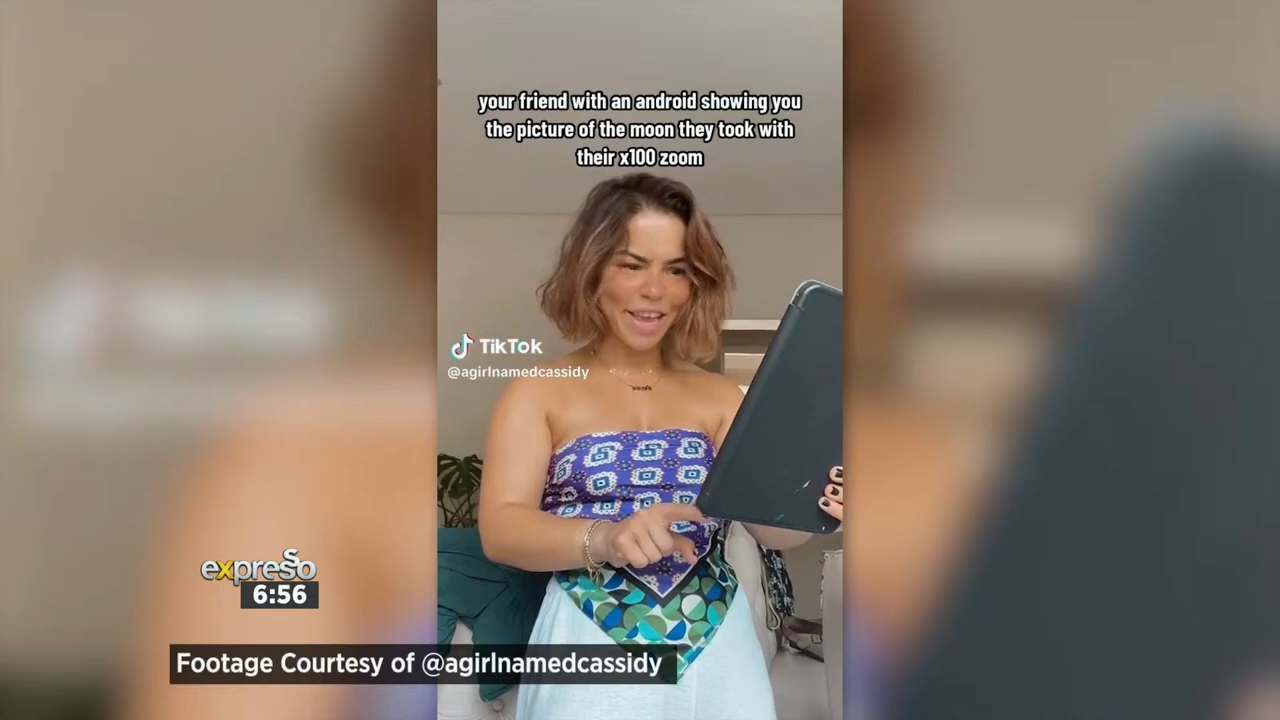 your friend with an android showing you
the picture of the moon they took with
their x100 zoom
TikTok
@agirlnamedcassidy
expresso
6:56
Footage Courtesy of @agirlnamedcassidy